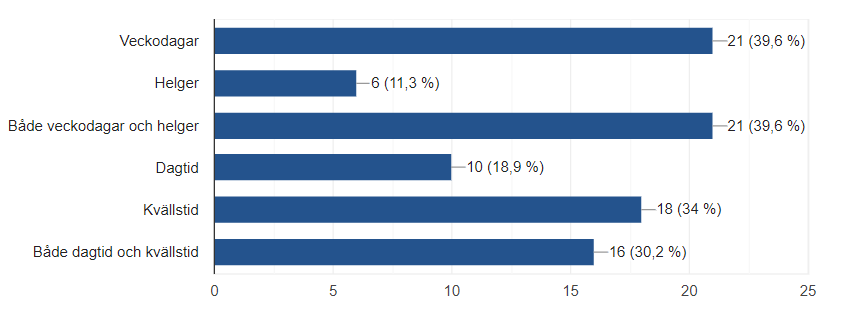 Veckodagar 21 (39,6 %)
Helger 6 (11,3 %)
Både veckodagar och helger 21 (39,6 %)
Dagtid 10 (18,9 %)
Kvällstid 18 (34 %)
Både dagtid och kvällstid 16 (30,2 %)
0 5 10 15 20 25